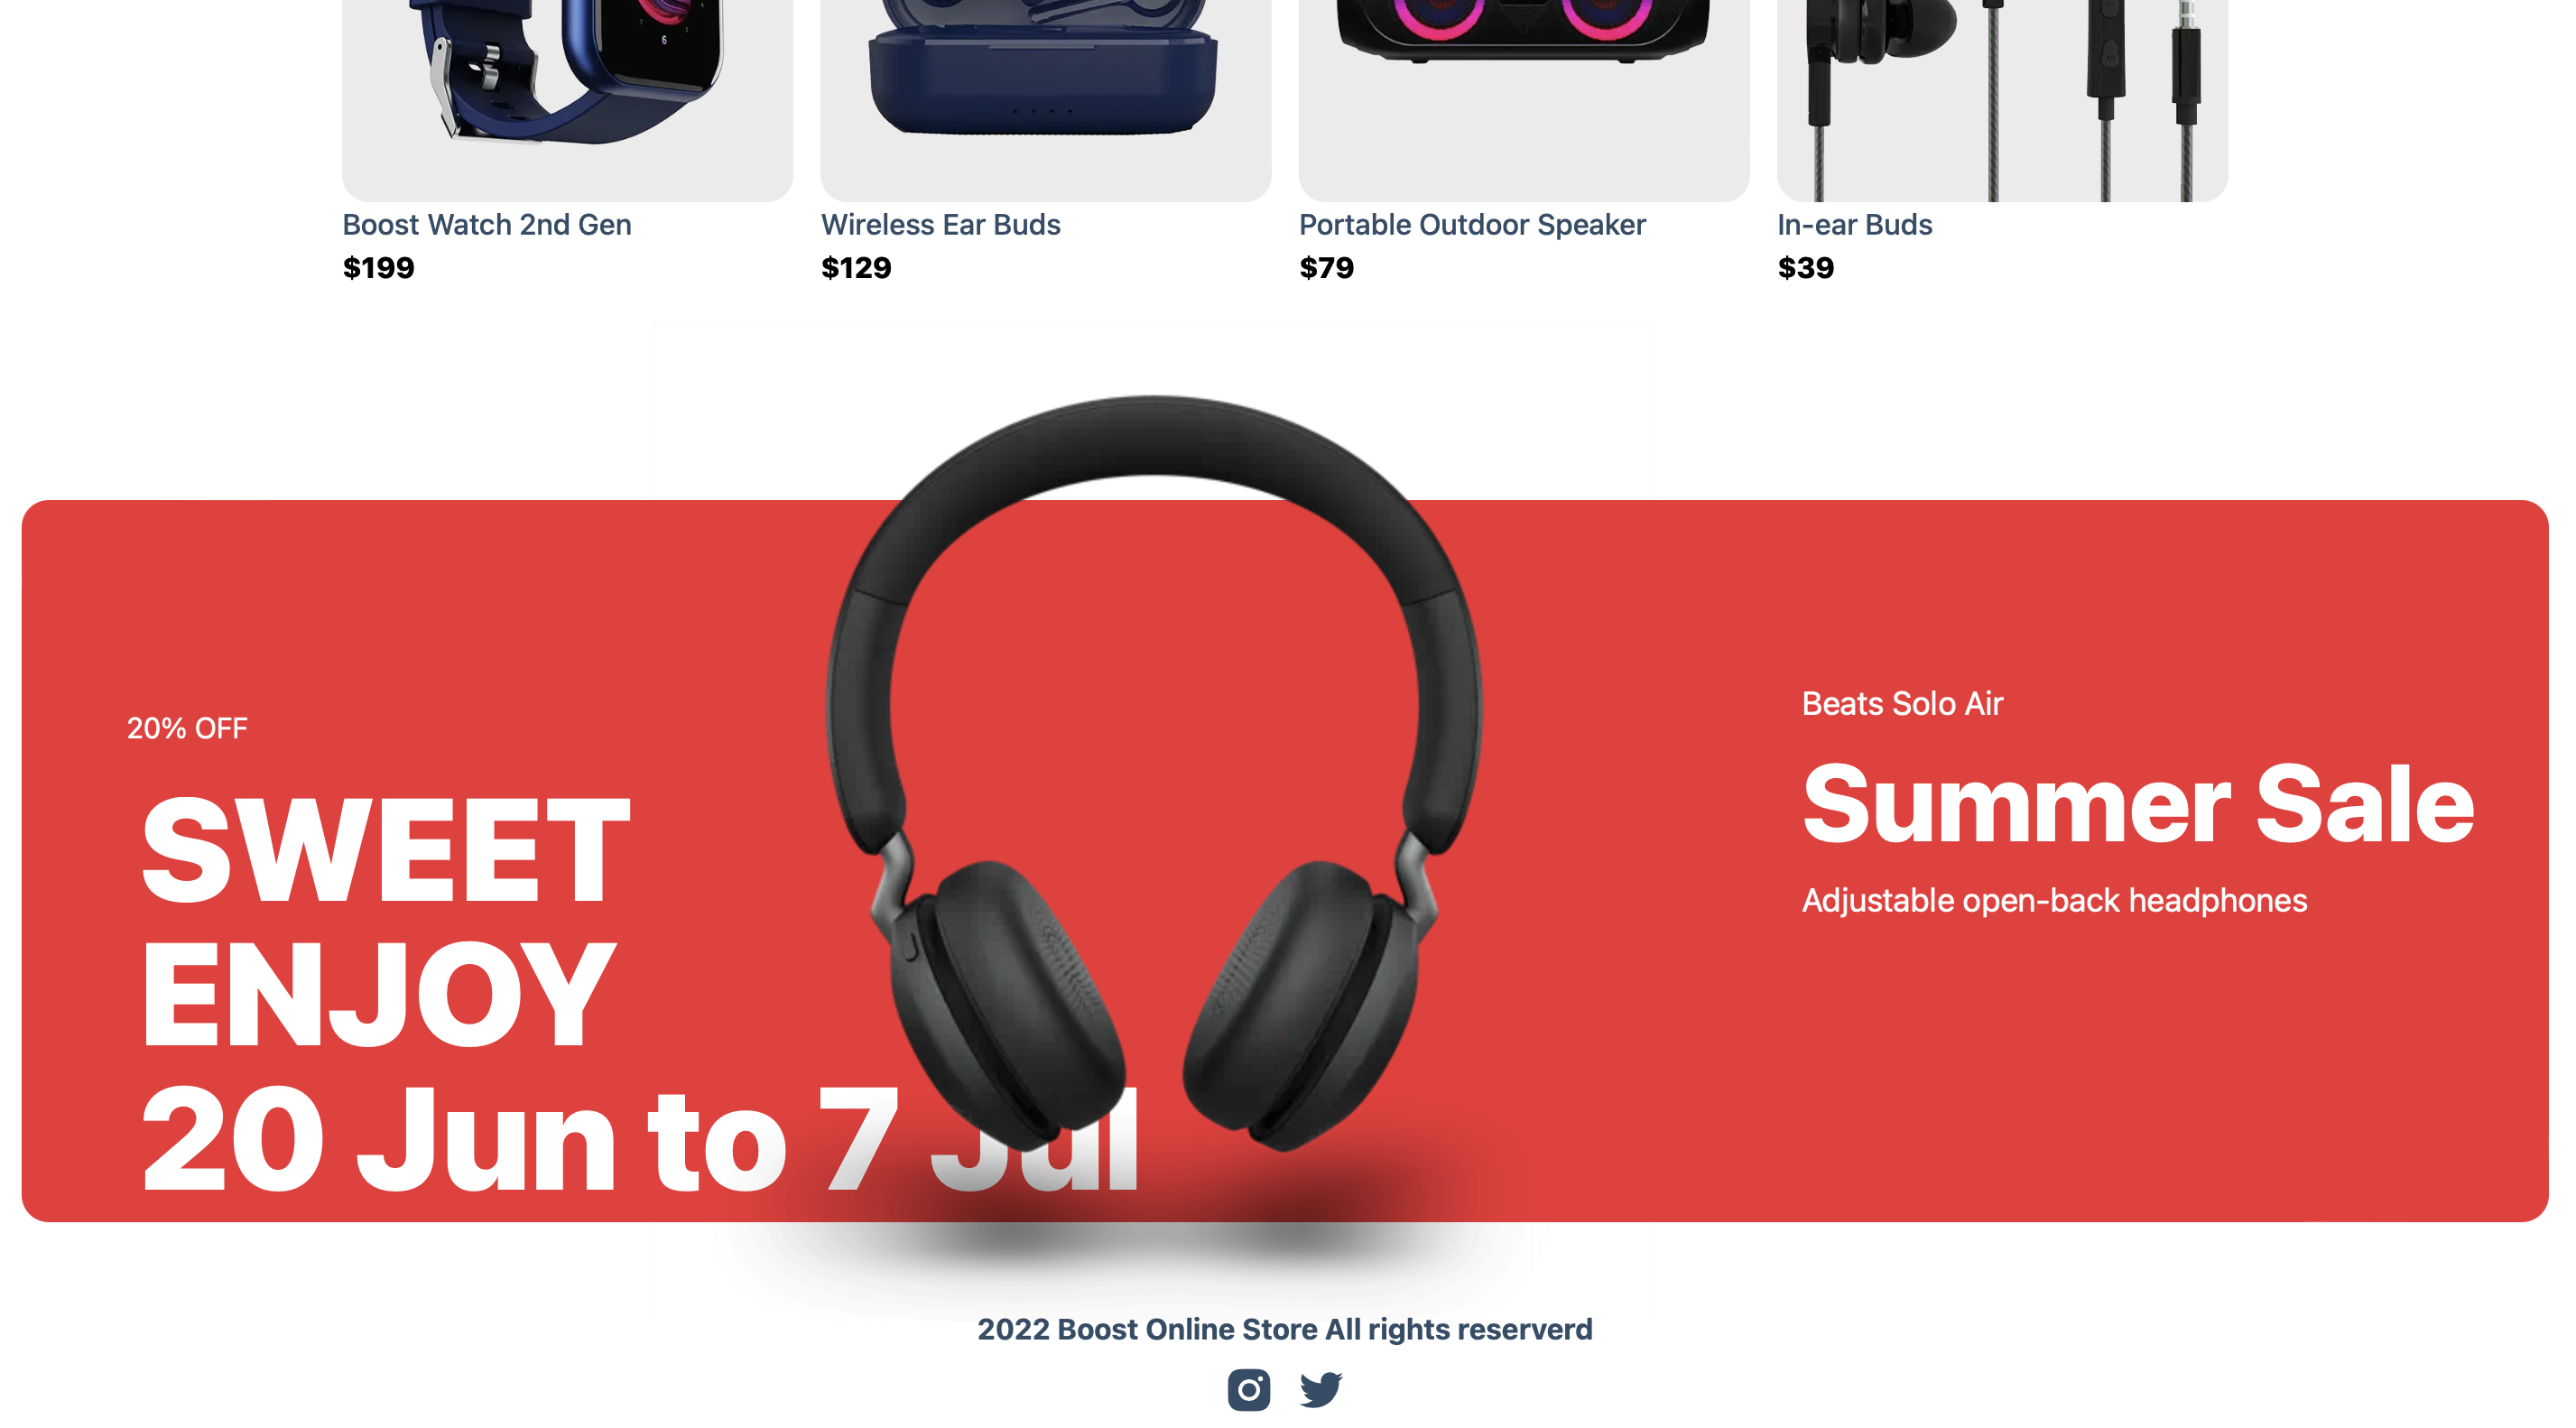 6
Boost Watch 2nd Gen
$199
Wireless Ear Buds
$129
Portable Outdoor Speaker
$79
In-ear Buds
$39
20% OFF
SWEET
ENJOY
20 Jun to 7 Jul
Beats Solo Air
Summer Sale
Adjustable open-back headphones
2022 Boost Online Store All rights reserverd